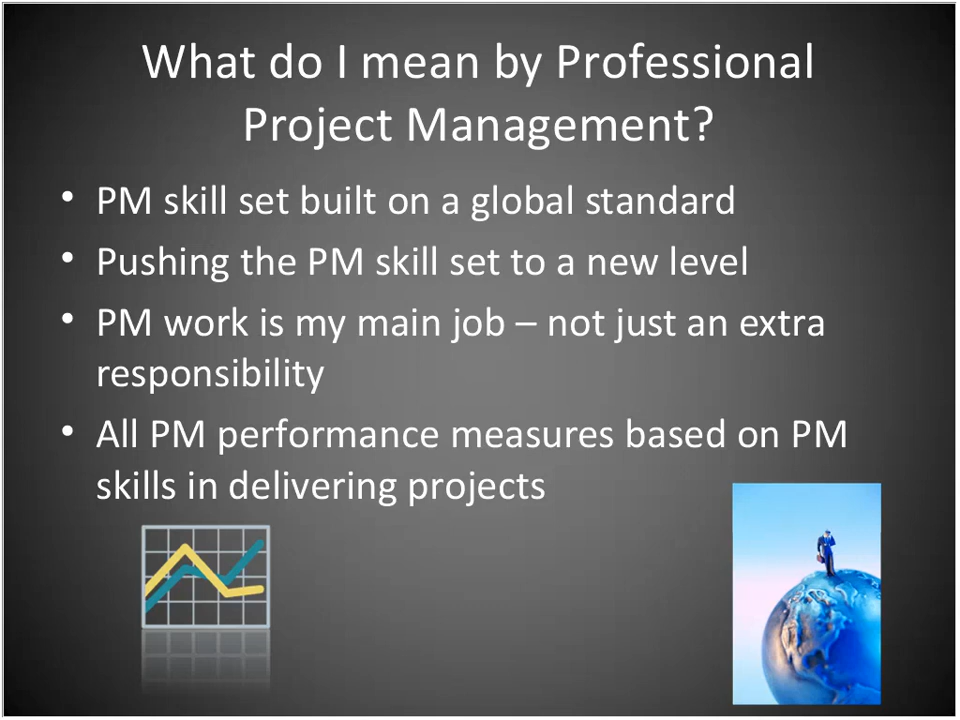 What do I mean by Professional
Project Management?
• PM skill set built on a global standard
• Pushing the PM skill set to a new level
• PM work is my main job – not just an extra
responsibility
• All PM performance measures based on PM
skills in delivering projects